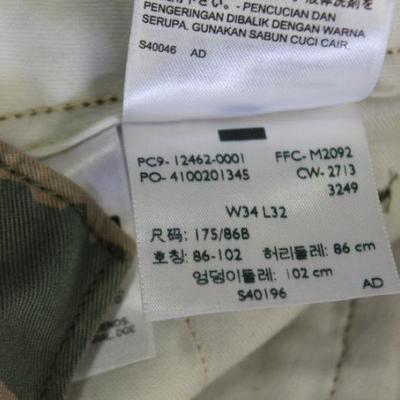 - PENCUCIAN DAN
PENGERINGAN DIBALIK DENGAN WARNA
SERUPA. GUNAKAN SABUN CUCI CAIR.
S40046 AD
PC9- 12462-0001 FFC- M2092
PO- 4100201345 CW- 2713
3249
W34 L32
尺码 : 175/86B
호칭 : 86-102 허리둘레 : 86 cm
엉덩이둘레 : 102 cm
S40196 AD